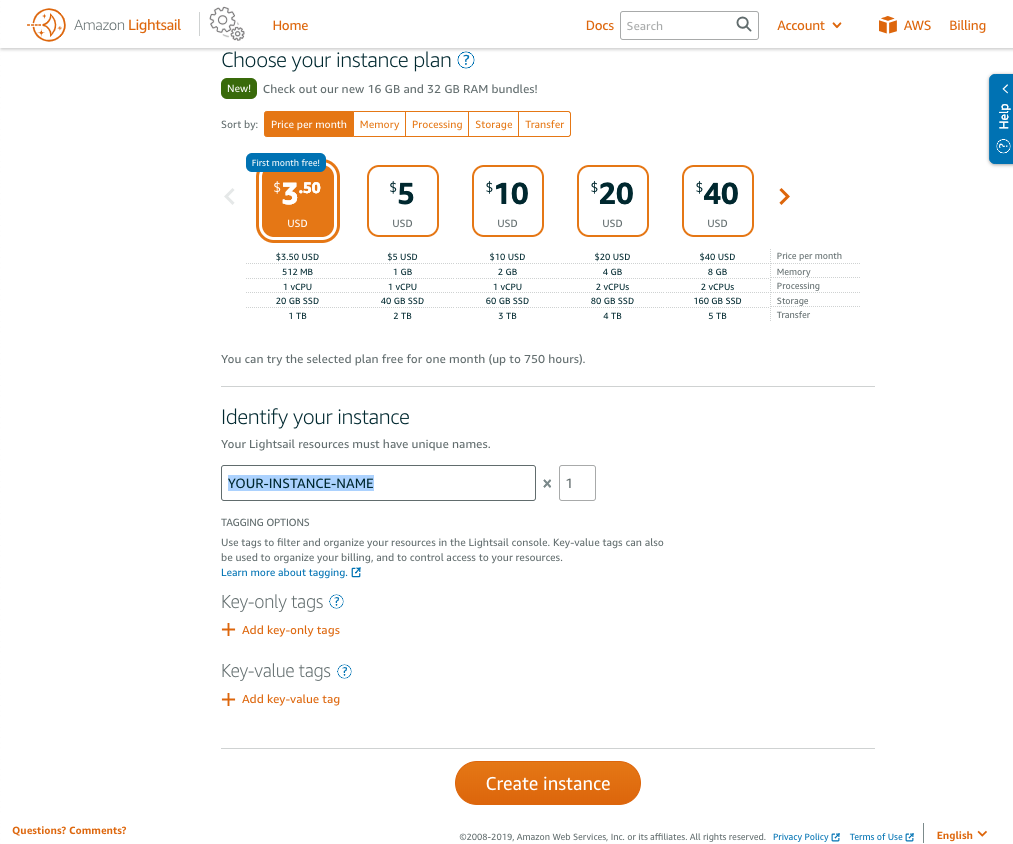 Amazon Lightsail Home Docs Search Account AWS Billing
Choose your instance plan ?
New! Check out our new 16 GB and 32 GB RAM bundles!
Sort by: Price per month Memory Processing Storage Transfer
First month free!
$3.50 $5 $10 $20 $40
USD USD USD USD USD
$3.50 USD $5 USD $10 USD $20 USD $40 USD Price per month
512 MB 1 GB 2 GB 4 GB 8 GB Memory
1 vCPU 1 vCPU 1 vCPU 2 vCPUs 2 vCPUs Processing
20 GB SSD 40 GB SSD 60 GB SSD 80 GB SSD 160 GB SSD Storage
1 TB 2 TB 3 TB 4 TB 5 TB Transfer
You can try the selected plan free for one month (up to 750 hours).
Identify your instance
Your Lightsail resources must have unique names.
YOUR-INSTANCE-NAME x 1
TAGGING OPTIONS
Use tags to filter and organize your resources in the Lightsail console. Key-value tags can also
be used to organize your billing, and to control access to your resources.
Learn more about tagging.
Key-only tags ?
+ Add key-only tags
Key-value tags ?
+ Add key-value tag
Create instance
Questions? Comments?
©2008-2019, Amazon Web Services, Inc. or its affiliates. All rights reserved. Privacy Policy Terms of Use English
? Help